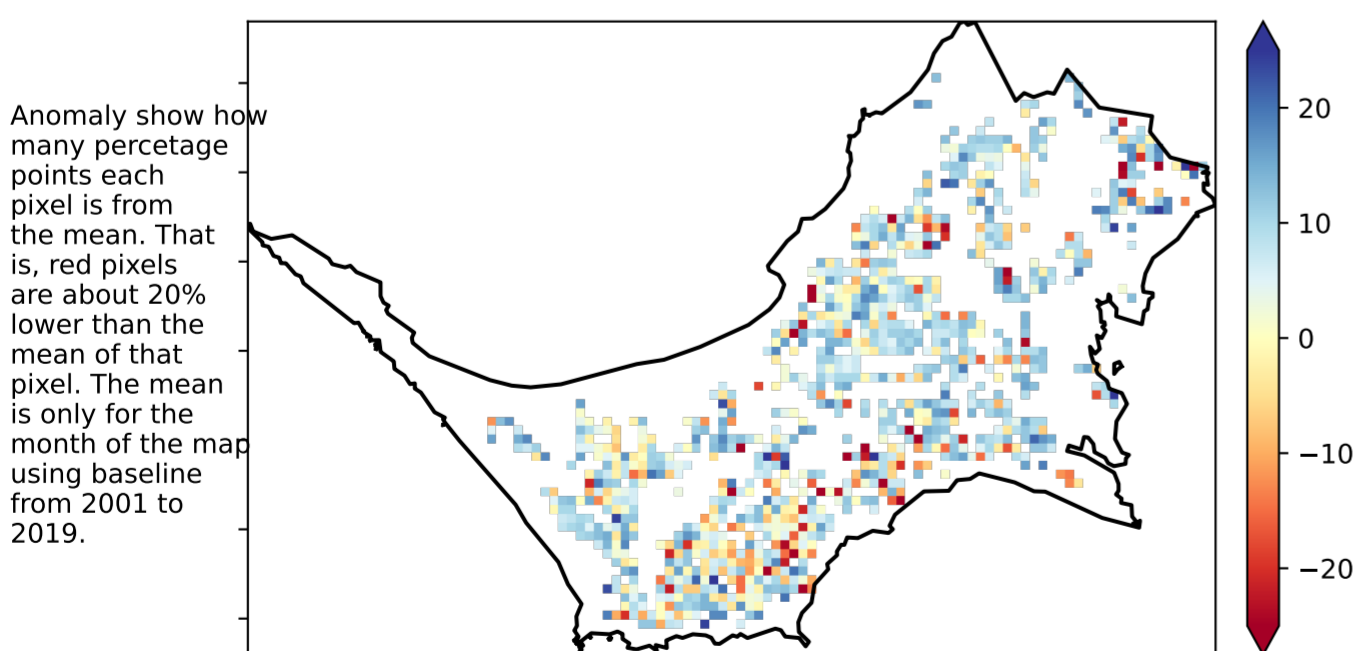 Anomaly show how
many percetage
points each
pixel is from
the mean. That
is, red pixels
are about 20%
lower than the
mean of that
pixel. The mean
is only for the
month of the map
using baseline
from 2001 to
2019.
20
10
0
−10
−20